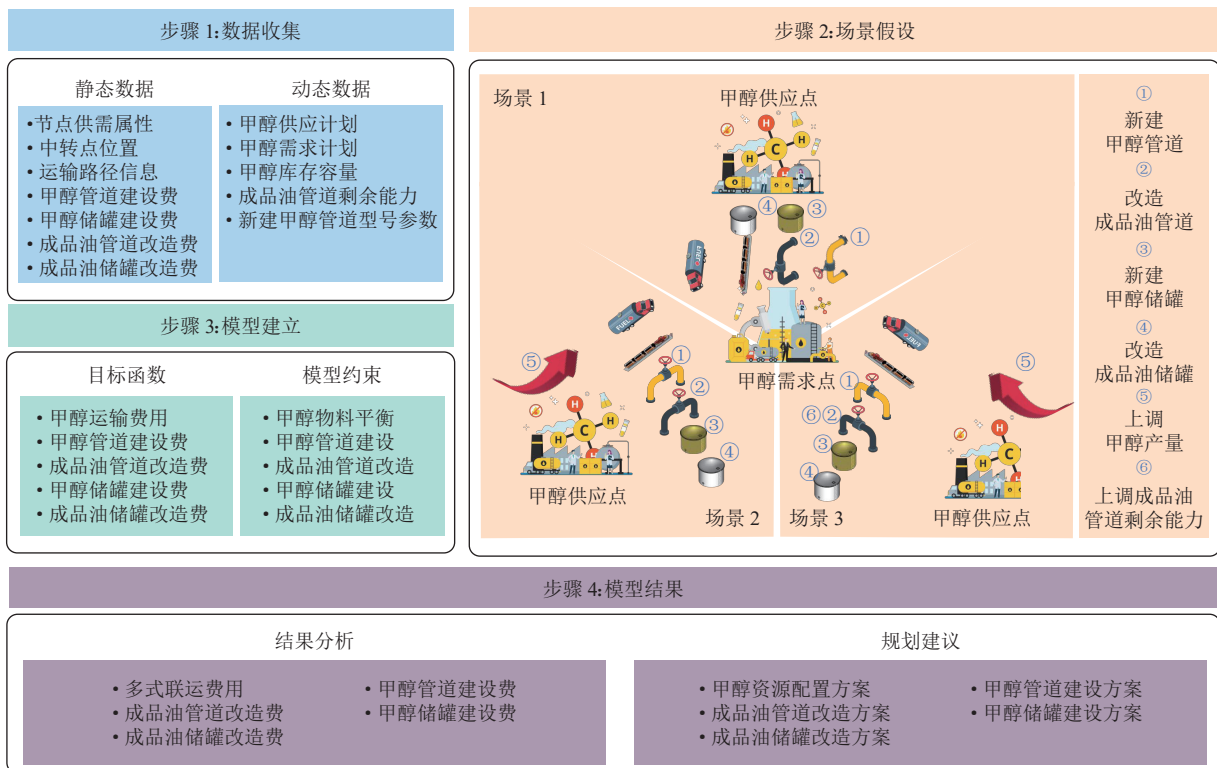 步骤 1:数据收集
静态数据
•节点供需属性
•中转点位置
•运输路径信息
• 甲醇管道建设费
• 甲醇储罐建设费
• 成品油管道改造费
• 成品油储罐改造费
动态数据
• 甲醇供应计划
• 甲醇需求计划
• 甲醇库存容量
• 成品油管道剩余能力
• 新建甲醇管道型号参数
步骤 2:场景假设
场景 1
甲醇供应点
H
H
C
H
④
③
②
①
FUEL
FUEL
FUEL
甲醇需求点
⑤
①
②
③
④
H
H
C
H
甲醇供应点
场景 2
①
⑥②
③
④
场景 3
⑤
H
H
C
甲醇供应点
①
新建
甲醇管道
②
改造
成品油管道
③
新建
甲醇储罐
④
改造
成品油储罐
⑤
上调
甲醇产量
⑥
上调成品油
管道剩余能力
步骤 3:模型建立
目标函数
• 甲醇运输费用
• 甲醇管道建设费
• 成品油管道改造费
• 甲醇储罐建设费
• 成品油储罐改造费
模型约束
• 甲醇物料平衡
• 甲醇管道建设
• 成品油管道改造
• 甲醇储罐建设
• 成品油储罐改造
步骤 4:模型结果
结果分析
• 多式联运费用
• 成品油管道改造费
• 成品油储罐改造费
• 甲醇管道建设费
• 甲醇储罐建设费
规划建议
• 甲醇资源配置方案
• 成品油管道改造方案
• 成品油储罐改造方案
• 甲醇管道建设方案
• 甲醇储罐建设方案